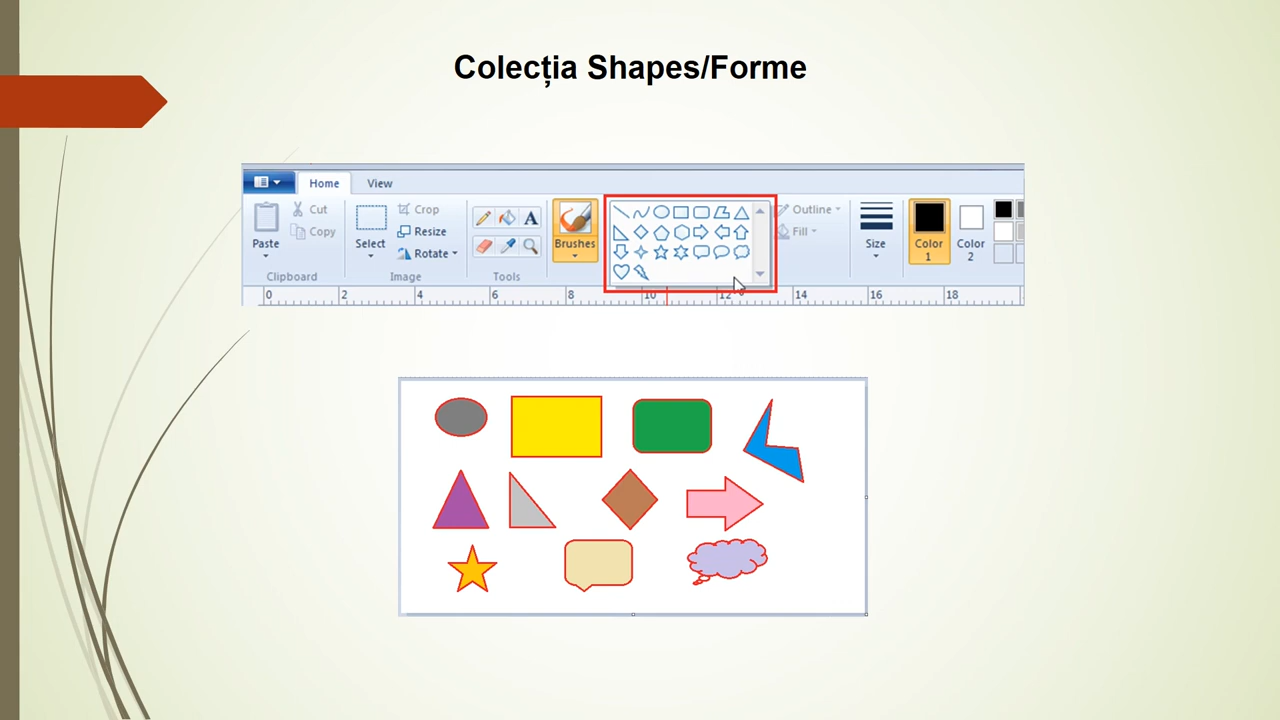 Colecția Shapes/Forme
Home View
Cut
Copy
Paste
Clipboard
Select
Crop
Resize
Rotate
Image
A
Tools
Brushes
Outline
Fill
Size
Color 1
Color 2
0 2 4 6 8 10 12 14 16 18